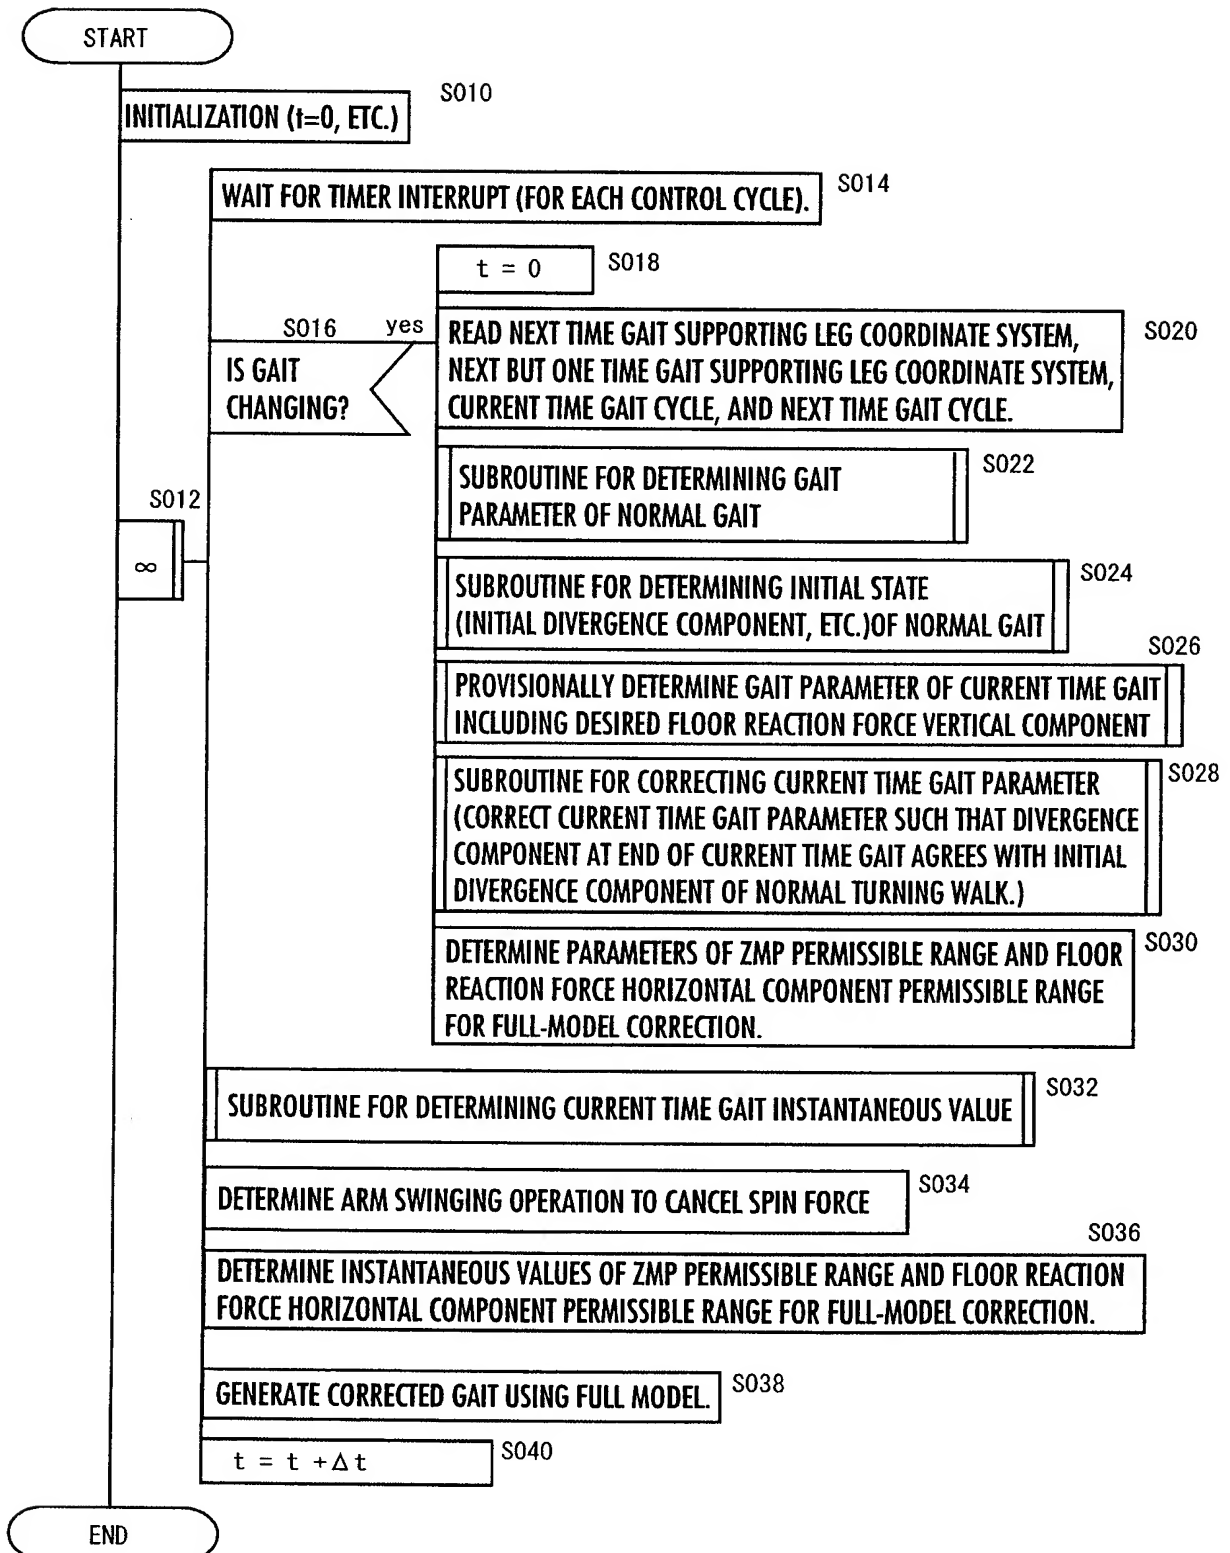 START
S010
INITIALIZATION (t=0, ETC.)
S014
WAIT FOR TIMER INTERRUPT (FOR EACH CONTROL CYCLE).
t = 0
S018
S016
yes
IS GAIT
CHANGING?
S020
READ NEXT TIME GAIT SUPPORTING LEG COORDINATE SYSTEM,
NEXT BUT ONE TIME GAIT SUPPORTING LEG COORDINATE SYSTEM,
CURRENT TIME GAIT CYCLE, AND NEXT TIME GAIT CYCLE.
S022
SUBROUTINE FOR DETERMINING GAIT
PARAMETER OF NORMAL GAIT
S012
∞
S024
SUBROUTINE FOR DETERMINING INITIAL STATE
(INITIAL DIVERGENCE COMPONENT, ETC.)OF NORMAL GAIT
S026
PROVISIONALLY DETERMINE GAIT PARAMETER OF CURRENT TIME GAIT
INCLUDING DESIRED FLOOR REACTION FORCE VERTICAL COMPONENT
S028
SUBROUTINE FOR CORRECTING CURRENT TIME GAIT PARAMETER
(CORRECT CURRENT TIME GAIT PARAMETER SUCH THAT DIVERGENCE
COMPONENT AT END OF CURRENT TIME GAIT AGREES WITH INITIAL
DIVERGENCE COMPONENT OF NORMAL TURNING WALK.)
S030
DETERMINE PARAMETERS OF ZMP PERMISSIBLE RANGE AND FLOOR
REACTION FORCE HORIZONTAL COMPONENT PERMISSIBLE RANGE
FOR FULL-MODEL CORRECTION.
S032
SUBROUTINE FOR DETERMINING CURRENT TIME GAIT INSTANTANEOUS VALUE
S034
DETERMINE ARM SWINGING OPERATION TO CANCEL SPIN FORCE
S036
DETERMINE INSTANTANEOUS VALUES OF ZMP PERMISSIBLE RANGE AND FLOOR REACTION
FORCE HORIZONTAL COMPONENT PERMISSIBLE RANGE FOR FULL-MODEL CORRECTION.
S038
GENERATE CORRECTED GAIT USING FULL MODEL.
S040
t = t +Δt
END